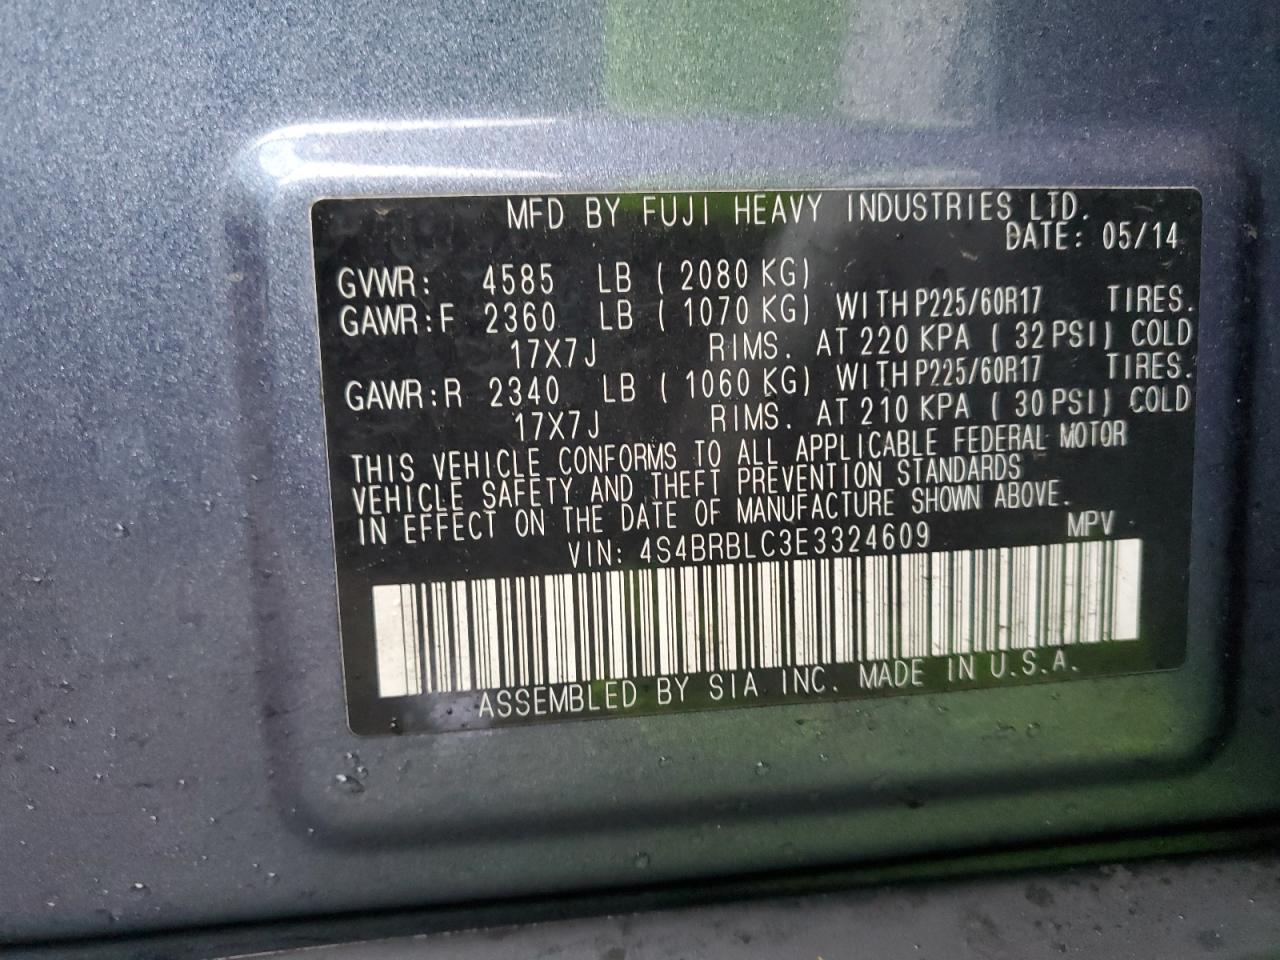 MFD BY FUJI HEAVY INDUSTRIES LTD.
DATE: 05/14
GVWR: 4585 LB ( 2080 KG)
GAWR:F 2360 LB ( 1070 KG) WITH P225/60R17 TIRES.
17X7J RIMS. AT 220 KPA ( 32 PSI) COLD
GAWR:R 2340 LB ( 1060 KG) WITH P225/60R17 TIRES.
17X7J RIMS. AT 210 KPA ( 30 PSI) COLD
THIS VEHICLE CONFORMS TO ALL APPLICABLE FEDERAL MOTOR
VEHICLE SAFETY AND THEFT PREVENTION STANDARDS
IN EFFECT ON THE DATE OF MANUFACTURE SHOWN ABOVE.
VIN: 4S4BRBLC3E3324609 MPV
ASSEMBLED BY SIA INC. MADE IN U.S.A.